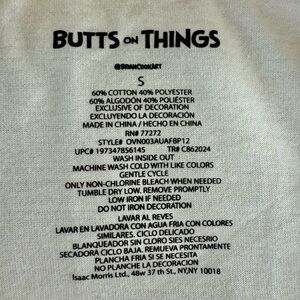 BUTTS ON THINGS
@BRIANCOOKART
S
60% COTTON 40% POLYESTER
60% ALGODÓN 40% POLIÉSTER
EXCLUSIVE OF DECORATION
EXCLUYENDO LA DECORACIÓN
MADE IN CHINA / HECHO EN CHINA
RN# 77272
STYLE# OVN003AUAFBP12
UPC# 197347856145 TR# C862024
WASH INSIDE OUT
MACHINE WASH COLD WITH LIKE COLORS
GENTLE CYCLE
ONLY NON-CHLORINE BLEACH WHEN NEEDED
TUMBLE DRY LOW. REMOVE PROMPTLY
LOW IRON IF NEEDED
DO NOT IRON DECORATION
LAVAR AL REVES
LAVAR EN LAVADORA CON AGUA FRIA CON COLORES
SIMILARES. CICLO DELICADO
BLANQUEADOR SIN CLORO SIES NECESRIO
SECADORA CICLO BAJA. REMUEVA PRONTAMENTE
PLANCHA FRIA SI SE NECESITA
NO PLANCHE LA DECORACION
Isaac Morris Ltd., 48w 37 th St., NY,NY 10018